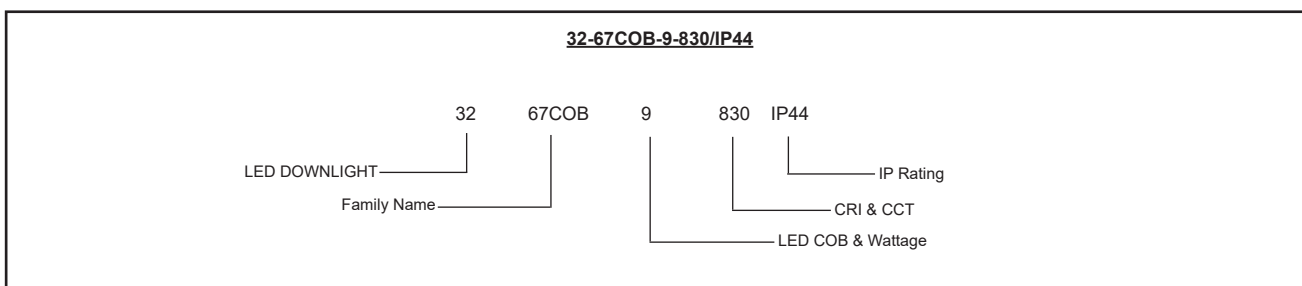 32-67COB-9-830/IP44
32 67COB 9 830 IP44
LED DOWNLIGHT
IP Rating
Family Name
CRI & CCT
LED COB & Wattage